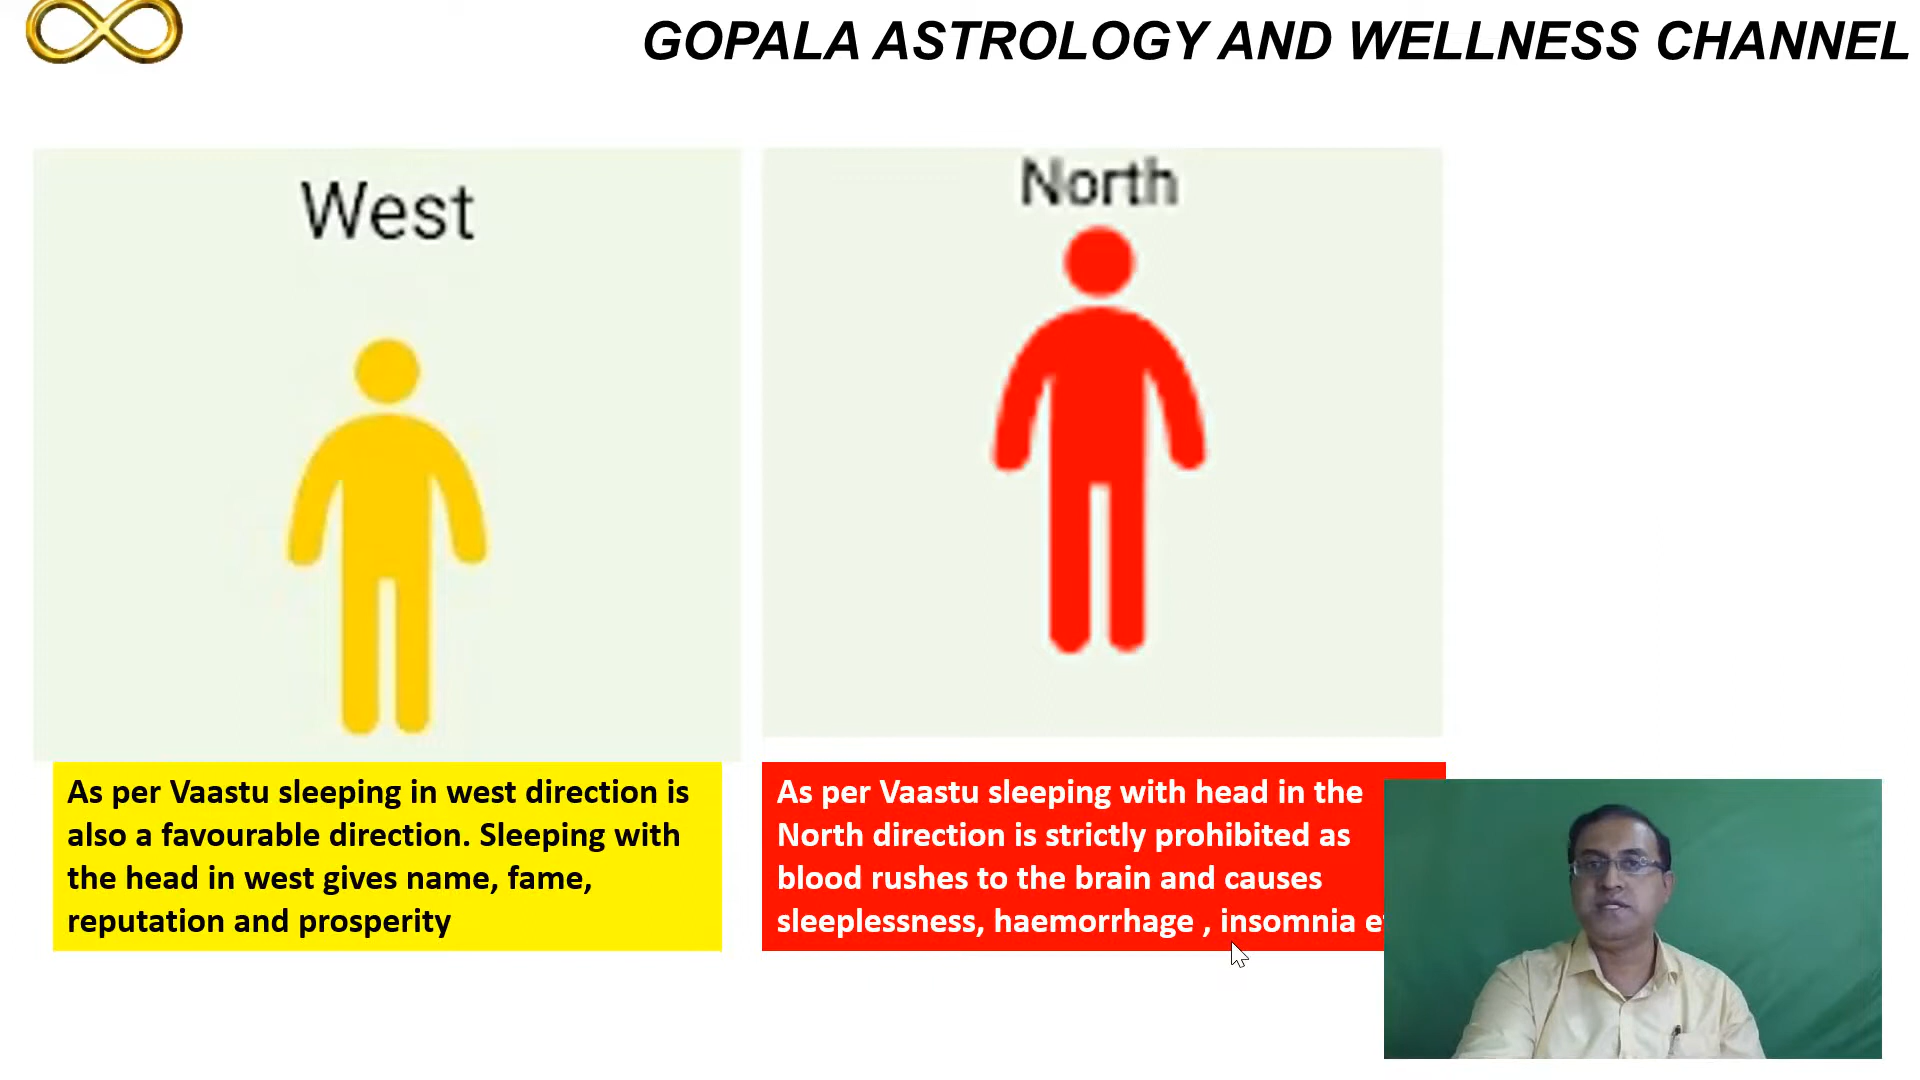 GOPALA ASTROLOGY AND WELLNESS CHANNEL
West
North
As per Vaastu sleeping in west direction is
also a favourable direction. Sleeping with
the head in west gives name, fame,
reputation and prosperity
As per Vaastu sleeping with head in the
North direction is strictly prohibited as
blood rushes to the brain and causes
sleeplessness, haemorrhage , insomnia